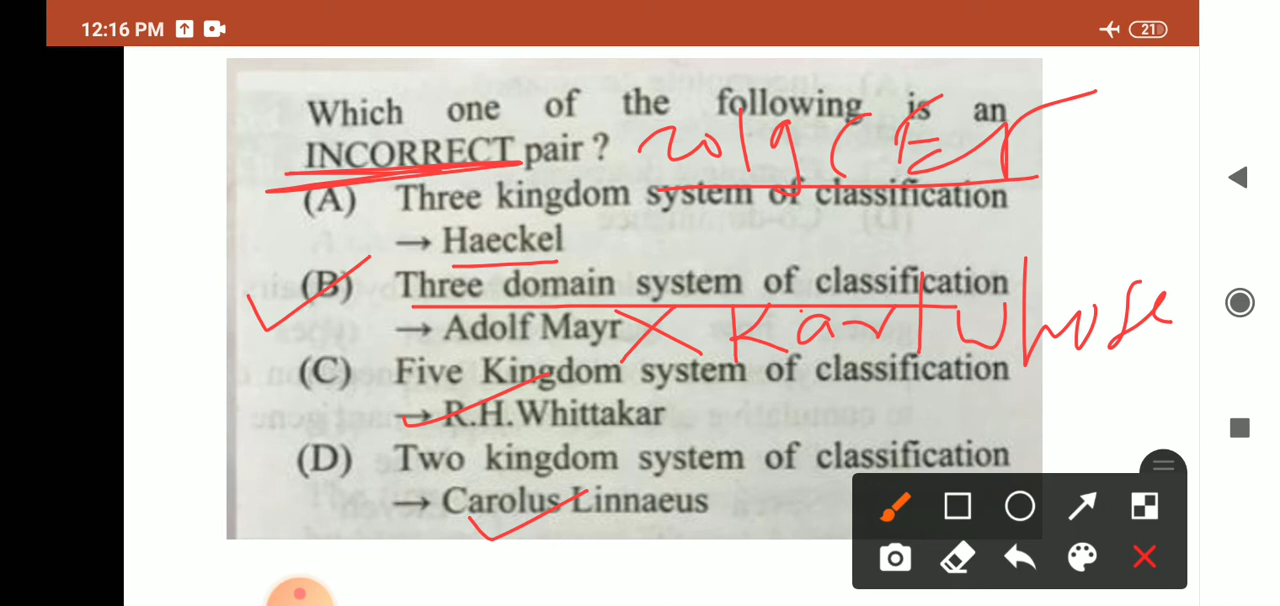 12:16 PM
21
Which one of the following is an
INCORRECT pair ?
2019 CET
(A) Three kingdom system of classification
→ Haeckel
(B) Three domain system of classification
→ Adolf Mayr
X Karl Whose
(C) Five Kingdom system of classification
→ R.H.Whittakar
(D) Two kingdom system of classification
→ Carolus Linnaeus